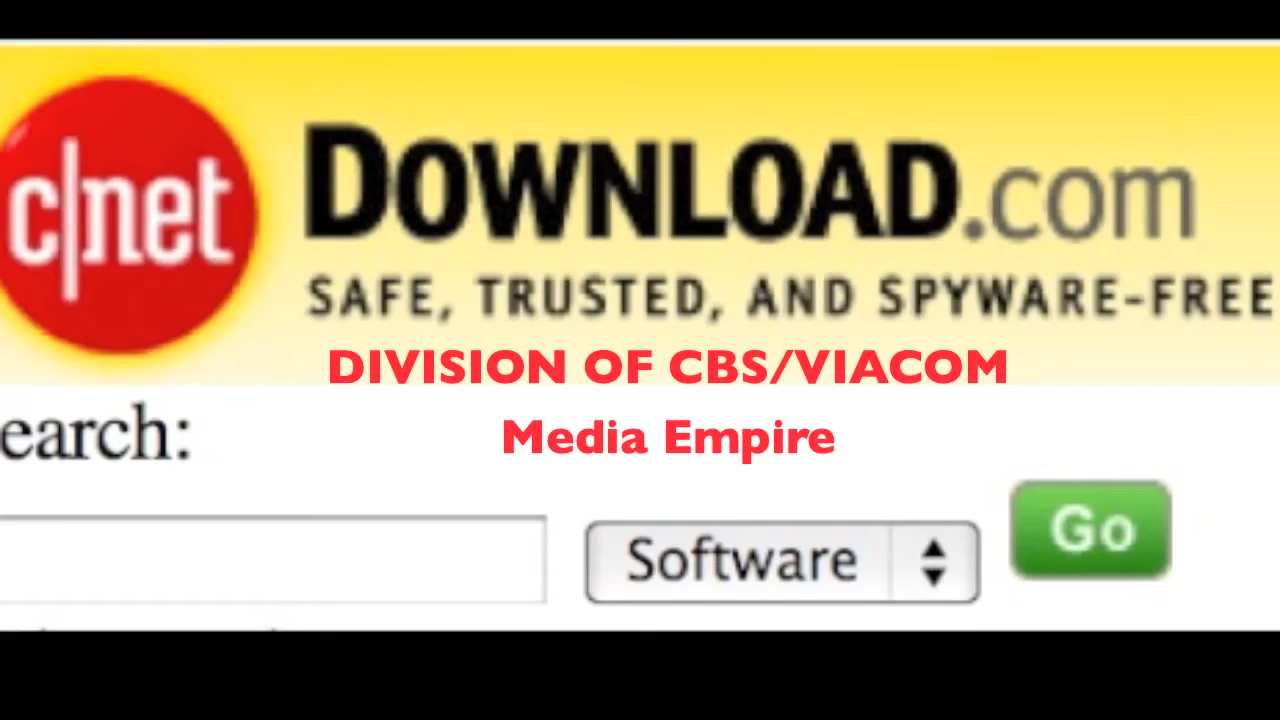 c|net
DOWNLOAD.com
SAFE, TRUSTED, AND SPYWARE-FREE
DIVISION OF CBS/VIACOM
earch:
Media Empire
Software
Go